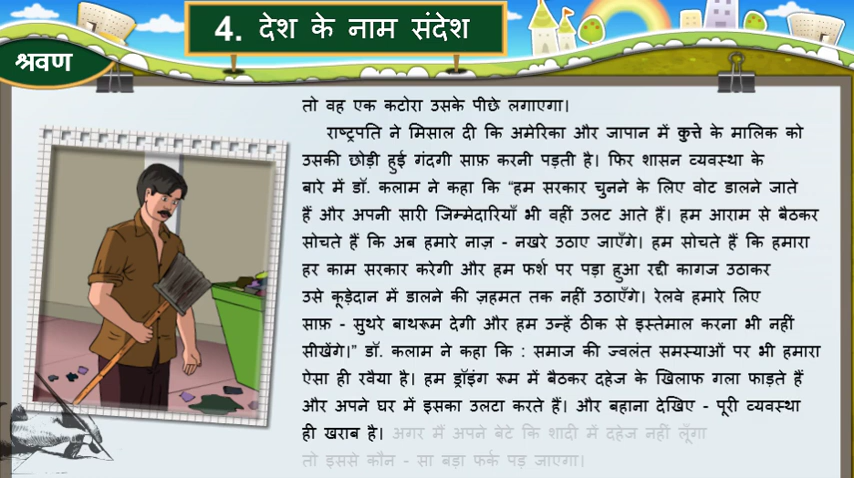 4. देश के नाम संदेश
श्रवण
तो वह एक कटोरा उसके पीछे लगाएगा।
राष्ट्रपति ने मिसाल दी कि अमेरिका और जापान में कुत्ते के मालिक को
उसकी छोड़ी हुई गंदगी साफ़ करनी पड़ती है। फिर शासन व्यवस्था के
बारे में डॉ. कलाम ने कहा कि “हम सरकार चुनने के लिए वोट डालने जाते
हैं और अपनी सारी जिम्मेदारियाँ भी वहीं उलट आते हैं। हम आराम से बैठकर
सोचते हैं कि अब हमारे नाज़ - नखरे उठाए जाएँगे। हम सोचते हैं कि हमारा
हर काम सरकार करेगी और हम फर्श पर पड़ा हुआ रद्दी कागज उठाकर
उसे कूड़ेदान में डालने की ज़हमत तक नहीं उठाएँगे। रेलवे हमारे लिए
साफ़ - सुथरे बाथरूम देगी और हम उन्हें ठीक से इस्तेमाल करना भी नहीं
सीखेंगे।” डॉ. कलाम ने कहा कि : समाज की ज्वलंत समस्याओं पर भी हमारा
ऐसा ही रवैया है। हम ड्रॉइंग रूम में बैठकर दहेज के खिलाफ गला फाड़ते हैं
और अपने घर में इसका उलटा करते हैं। और बहाना देखिए - पूरी व्यवस्था
ही खराब है। अगर मैं अपने बेटे कि शादी में दहेज नहीं लूँगा
तो इससे कौन - सा बड़ा फर्क पड़ जाएगा।